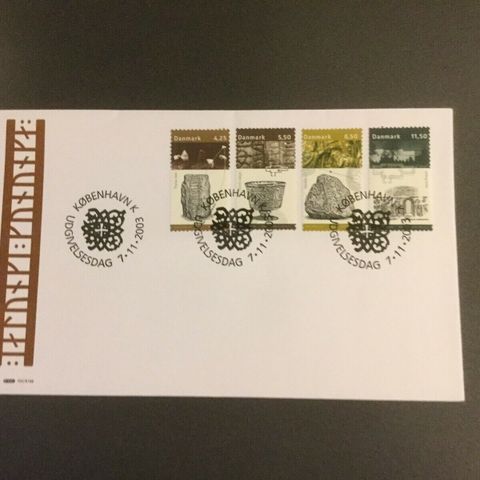 Danmark 4,25
Danmark 5,50
Danmark 8,50
Danmark 11,50
KØBENHAVN K
UDGIVELSESDAG 7•11•2003
KØBENHAVN K
UDGIVELSESDAG 7•11•2003
KØBENHAVN K
UDGIVELSESDAG 7•11•2003